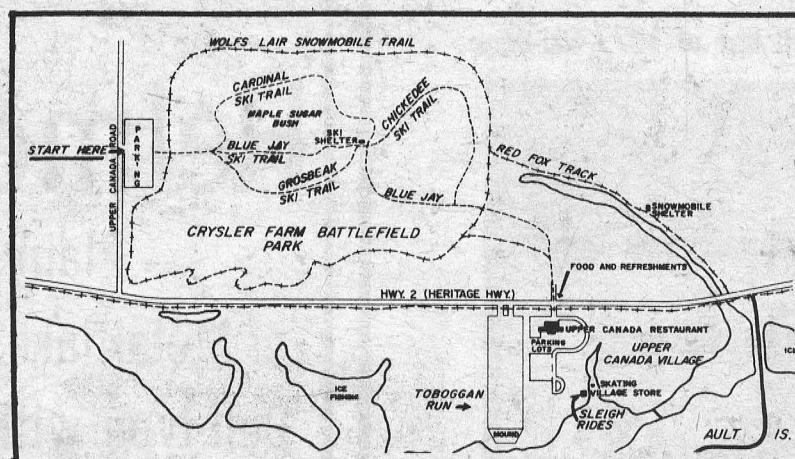 WOLFS LAIR SNOWMOBILE TRAIL
CARDINAL
SKI TRAIL
MAPLE SUGAR
BUSH
CHICKEDEE
SKI TRAIL
SKI
SHELTER
START HERE
PARKING
UPPER CANADA ROAD
BLUE JAY
SKI TRAIL
GROSBEAK
SKI TRAIL
BLUE JAY
RED FOX TRACK
SNOWMOBILE
SHELTER
CRYSLER FARM BATTLEFIELD
PARK
FOOD AND REFRESHMENTS
HWY. 2 (HERITAGE HWY.)
UPPER CANADA RESTAURANT
PARKING
LOTS
UPPER
CANADA VILLAGE
ICE
FISHING
TOBOGGAN
RUN
SKATING
VILLAGE STORE
SLEIGH
RIDES
MOUND
AULT IS.